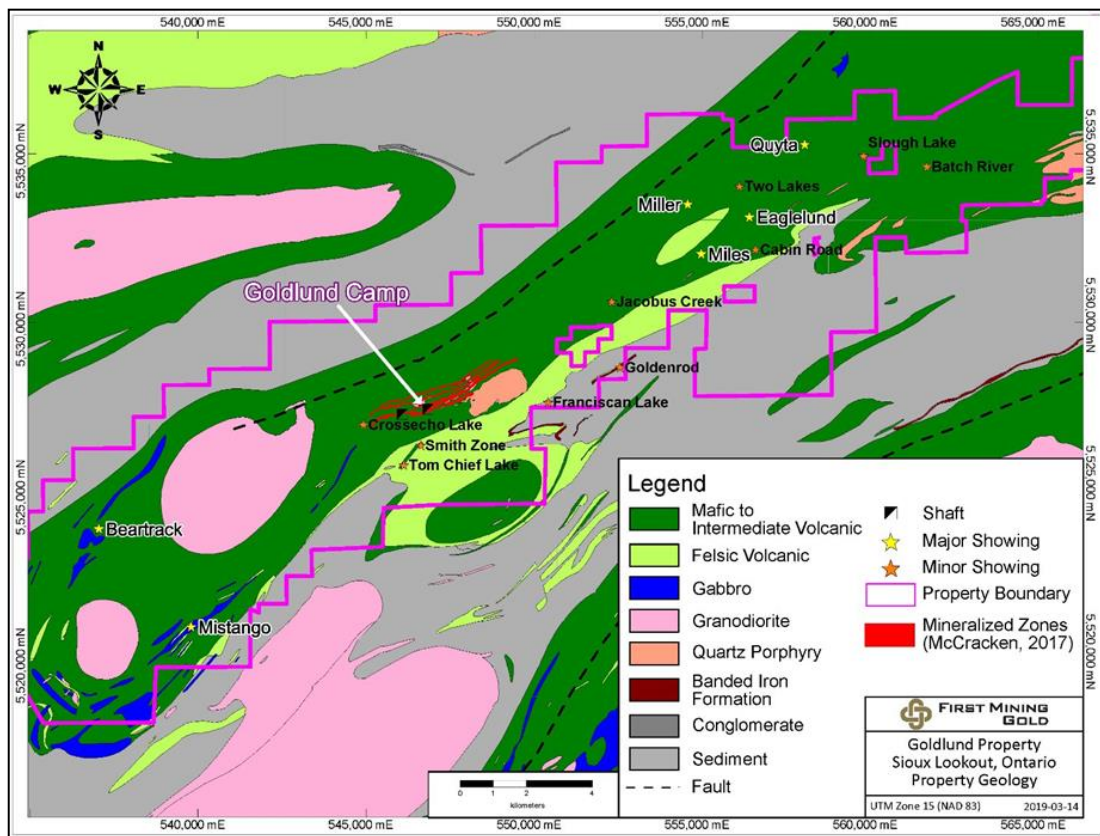 540,000 mE
545,000 mE
550,000 mE
555,000 mE
560,000 mE
565,000 mE
N
W
E
S
5,535,000 mN
5,535,000 mN
Quyta
Slough Lake
Batch River
Two Lakes
Miller
Eaglelund
Miles
Cabin Road
Goldlund Camp
Jacobus Creek
5,530,000 mN
5,530,000 mN
Goldenrod
Franciscan Lake
Crossecho Lake
Smith Zone
Tom Chief Lake
5,525,000 mN
5,525,000 mN
Beartrack
Mistango
5,520,000 mN
5,520,000 mN
Legend
Mafic to
Intermediate Volcanic
Felsic Volcanic
Gabbro
Granodiorite
Quartz Porphyry
Banded Iron
Formation
Conglomerate
Sediment
Fault
Shaft
Major Showing
Minor Showing
Property Boundary
Mineralized Zones
(McCracken, 2017)
FIRST MINING
GOLD
Goldlund Property
Sioux Lookout, Ontario
Property Geology
UTM Zone 15 (NAD 83)
2019-03-14
0 1 2 4
kilometers
540,000 mE
545,000 mE
550,000 mE
555,000 mE
560,000 mE
565,000 mE